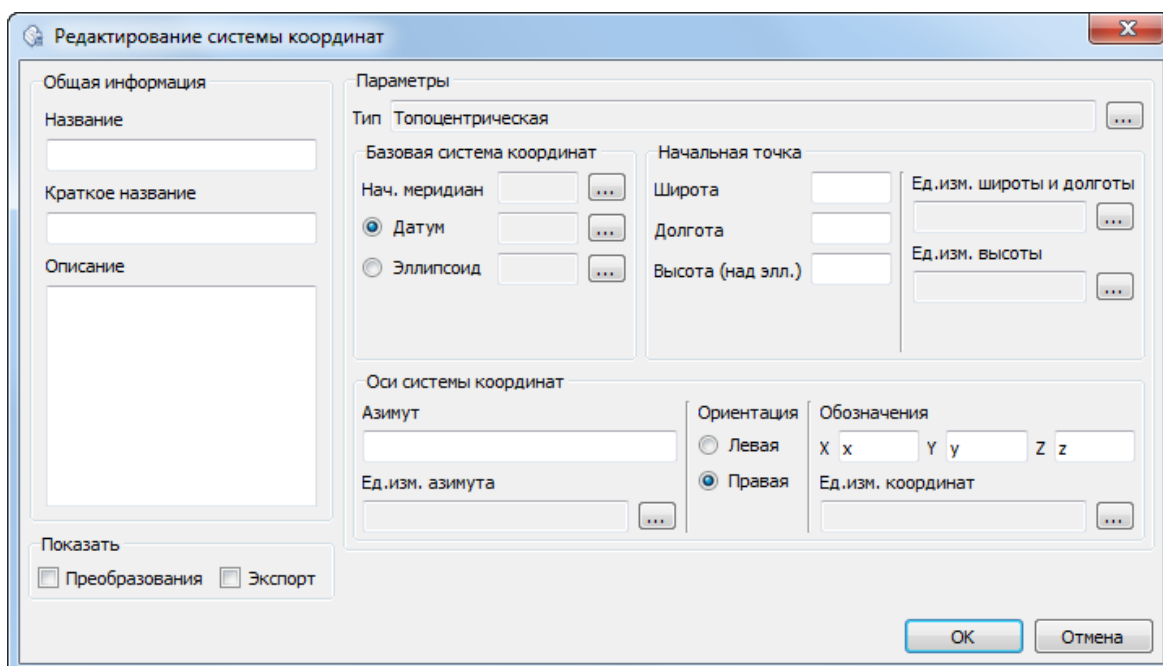 Редактирование системы координат
Общая информация
Название
Краткое название
Описание
Показать
Преобразования Экспорт
Параметры
Тип Топоцентрическая ...
Базовая система координат
Нач. меридиан ...
Датум ...
Эллипсоид ...
Начальная точка
Широта
Долгота
Высота (над элл.)
Ед.изм. широты и долготы
...
Ед.изм. высоты
...
Оси системы координат
Азимут
Ед.изм. азимута
...
Ориентация
Левая
Правая
Обозначения
X x Y y Z z
Ед.изм. координат
...
OK Отмена